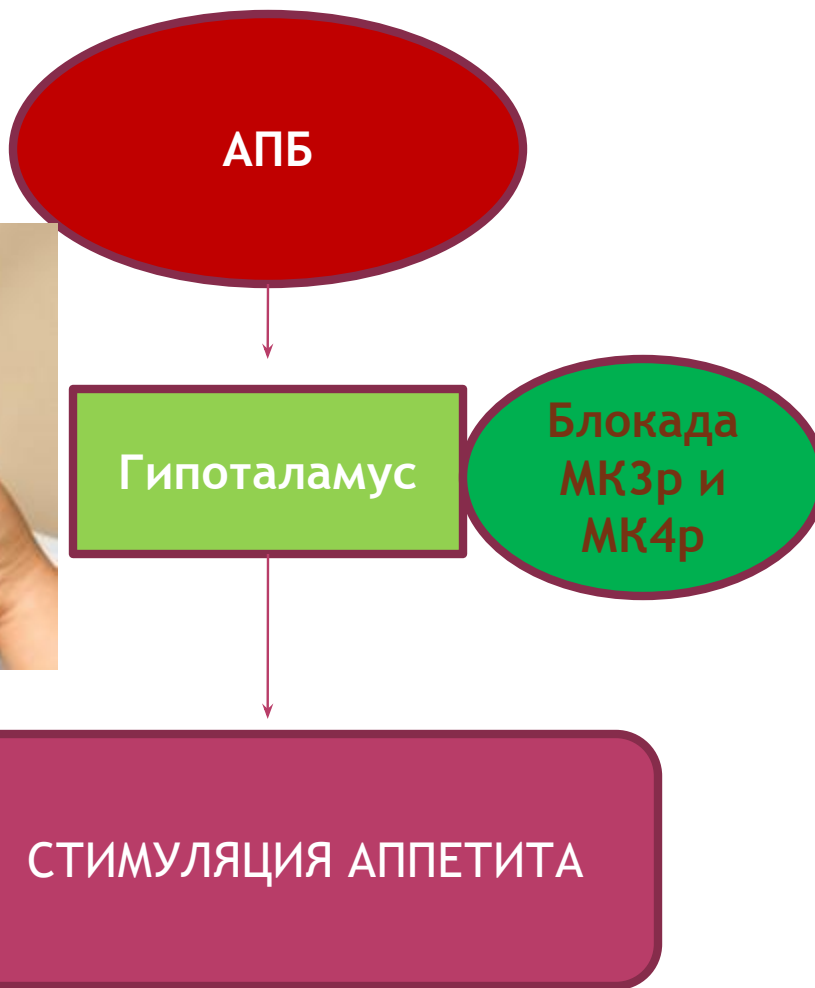 АПБ
Гипоталамус
Блокада
МК3р и
МК4р
СТИМУЛЯЦИЯ АППЕТИТА